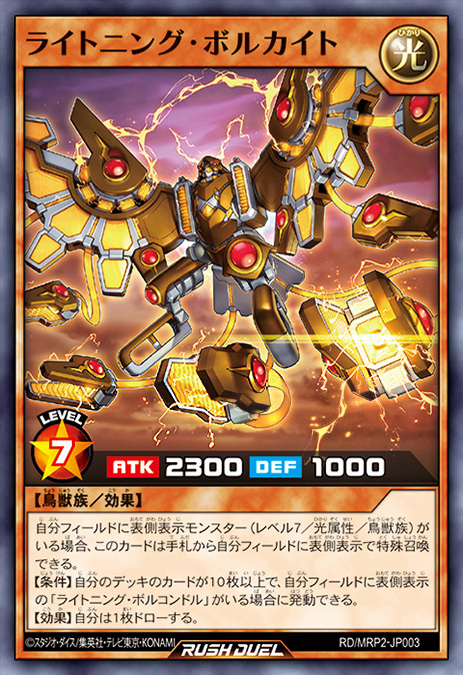 ライトニング・ボルカイト
ひかり
光
LEVEL
7
ATK 2300 DEF 1000
【鳥獣族／効果】
自分フィールドに表側表示モンスター(レベル7／光属性／鳥獣族)が
いる場合、このカードは手札から自分フィールドに表側表示で特殊召喚
できる。
【条件】自分のデッキのカードが10枚以上で、自分フィールドに表側表示
の「ライトニング・ボルコンドル」がいる場合に発動できる。
【効果】自分は1枚ドローする。
©スタジオ・ダイス/集英社・テレビ東京・KONAMI
RUSH DUEL
RD/MRP2-JP003